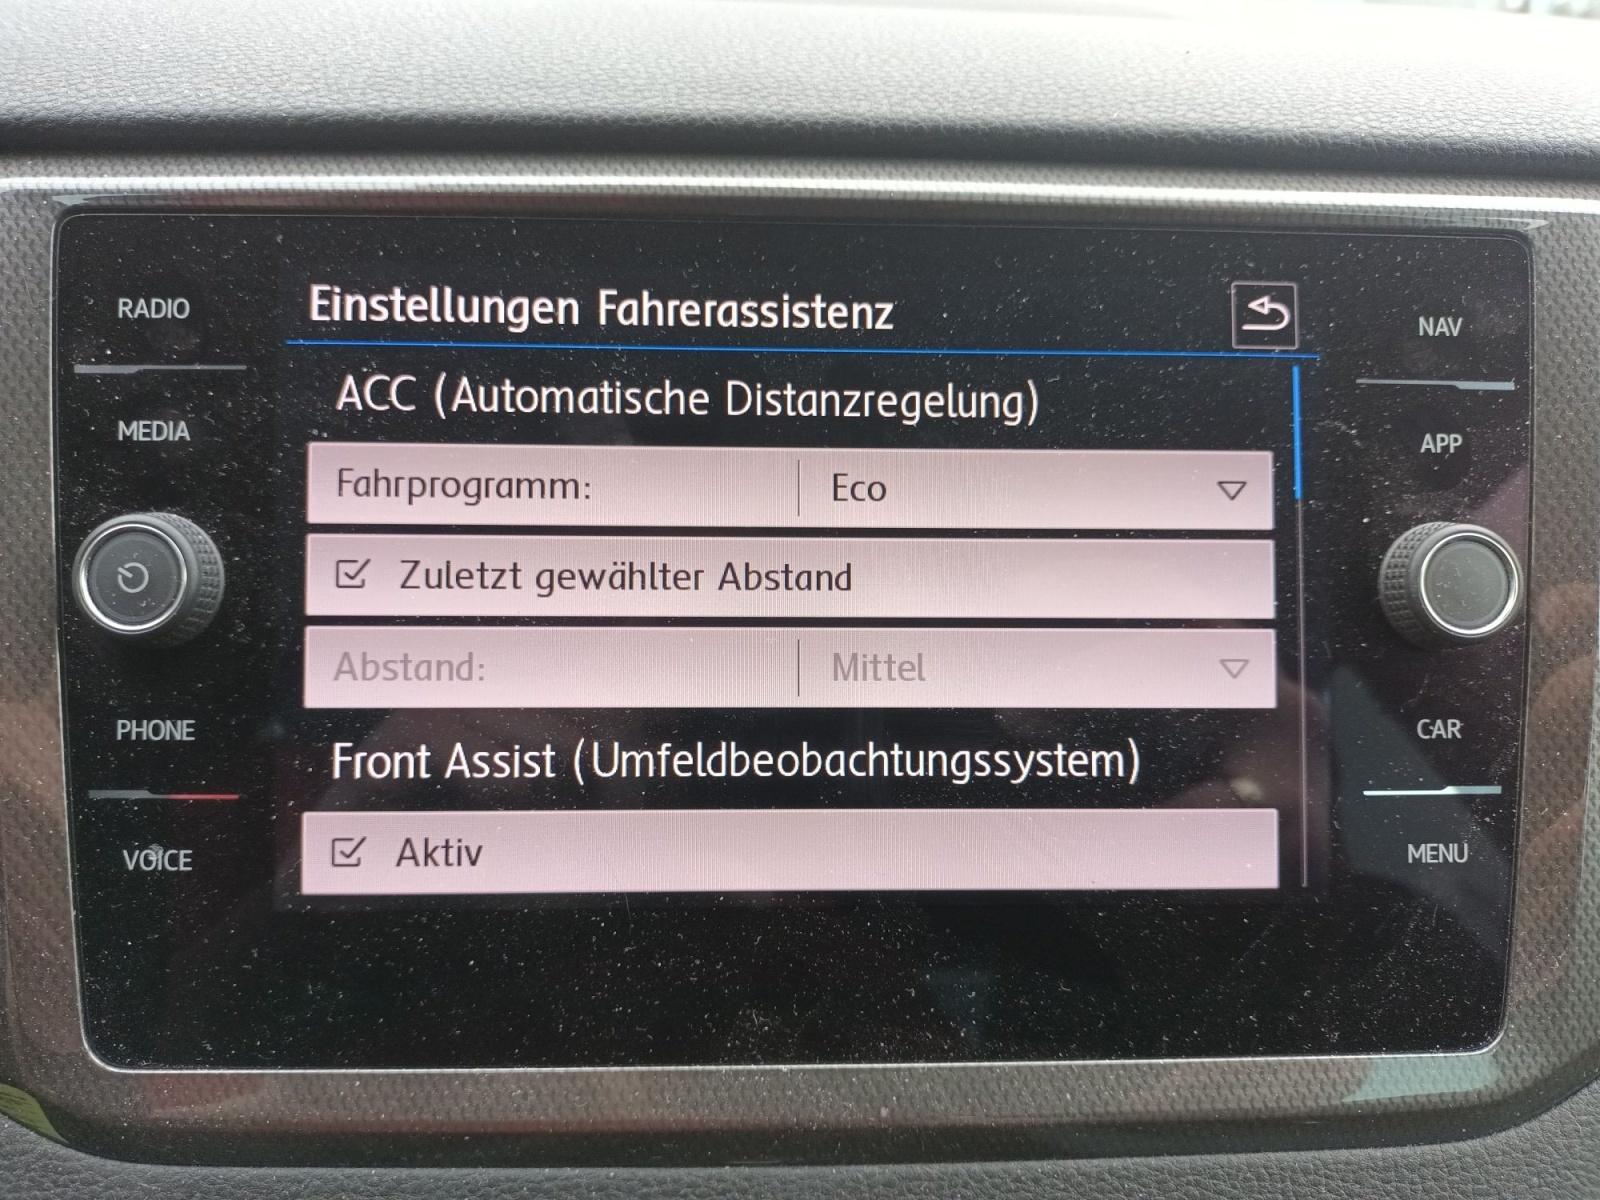 RADIO
MEDIA
PHONE
VOICE
Einstellungen Fahrerassistenz
ACC (Automatische Distanzregelung)
Fahrprogramm: Eco
Zuletzt gewählter Abstand
Abstand: Mittel
Front Assist (Umfeldbeobachtungssystem)
Aktiv
NAV
APP
CAR
MENU